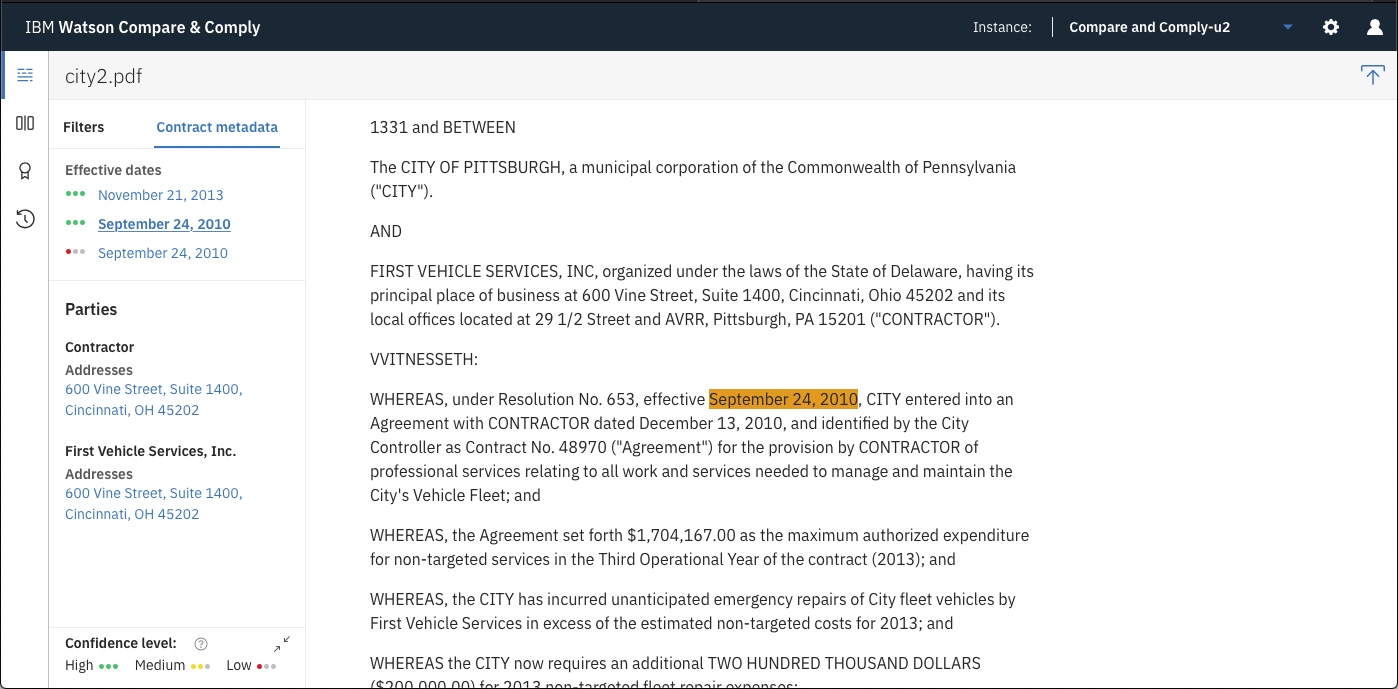 IBM Watson Compare & Comply
Instance:
Compare and Comply-u2
city2.pdf
Filters
Contract metadata
Effective dates
November 21, 2013
September 24, 2010
September 24, 2010
Parties
Contractor
Addresses
600 Vine Street, Suite 1400,
Cincinnati, OH 45202
First Vehicle Services, Inc.
Addresses
600 Vine Street, Suite 1400,
Cincinnati, OH 45202
Confidence level: ?
High
Medium
Low
1331 and BETWEEN
The CITY OF PITTSBURGH, a municipal corporation of the Commonwealth of Pennsylvania
("CITY").
AND
FIRST VEHICLE SERVICES, INC, organized under the laws of the State of Delaware, having its
principal place of business at 600 Vine Street, Suite 1400, Cincinnati, Ohio 45202 and its
local offices located at 29 1/2 Street and AVRR, Pittsburgh, PA 15201 ("CONTRACTOR").
VVITNESSETH:
WHEREAS, under Resolution No. 653, effective September 24, 2010, CITY entered into an
Agreement with CONTRACTOR dated December 13, 2010, and identified by the City
Controller as Contract No. 48970 ("Agreement") for the provision by CONTRACTOR of
professional services relating to all work and services needed to manage and maintain the
City's Vehicle Fleet; and
WHEREAS, the Agreement set forth $1,704,167.00 as the maximum authorized expenditure
for non-targeted services in the Third Operational Year of the contract (2013); and
WHEREAS, the CITY has incurred unanticipated emergency repairs of City fleet vehicles by
First Vehicle Services in excess of the estimated non-targeted costs for 2013; and
WHEREAS the CITY now requires an additional TWO HUNDRED THOUSAND DOLLARS
($200,000.00) for 2013 non-targeted fleet repair expenses;